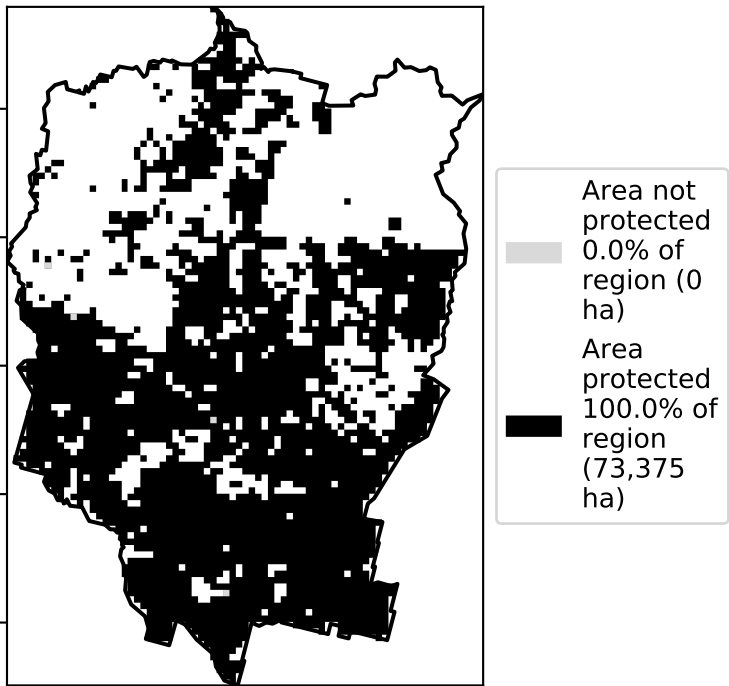 Area not
protected
0.0% of
region (0
ha)
Area
protected
100.0% of
region
(73,375
ha)